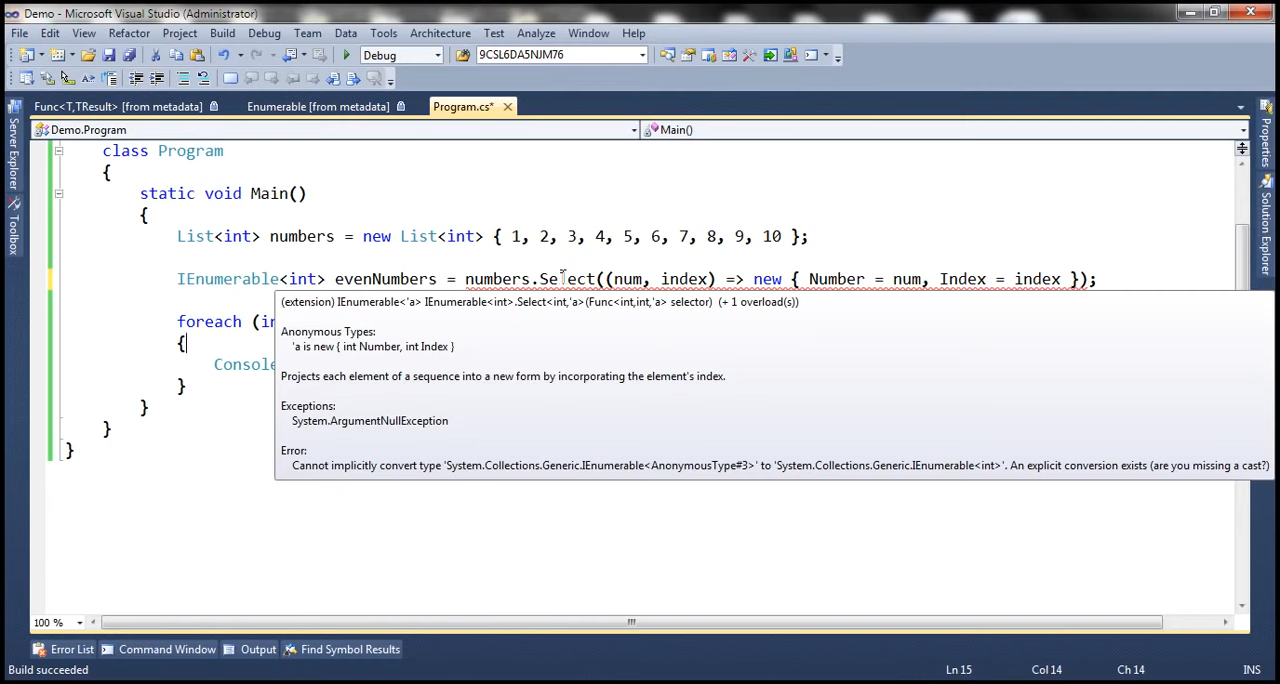 Demo - Microsoft Visual Studio (Administrator)
File Edit View Refactor Project Build Debug Team Data Tools Architecture Test Analyze Window Help
Debug 9CSL6DA5NJM76
Func<T,TResult> [from metadata] Enumerable [from metadata] Program.cs*
Demo.Program Main()
Server Explorer
Toolbox
Properties
Solution Explorer
class Program
{
static void Main()
{
List<int> numbers = new List<int> { 1, 2, 3, 4, 5, 6, 7, 8, 9, 10 };
IEnumerable<int> evenNumbers = numbers.Select((num, index) => new { Number = num, Index = index });
(extension) IEnumerable<'a> IEnumerable<int>.Select<int,'a>(Func<int,int,'a> selector) (+ 1 overload(s))
foreach (in
Anonymous Types:
{
'a is new { int Number, int Index }
Console
Projects each element of a sequence into a new form by incorporating the element's index.
}
Exceptions:
}
System.ArgumentNullException
}
Error:
}
Cannot implicitly convert type 'System.Collections.Generic.IEnumerable<AnonymousType#3>' to 'System.Collections.Generic.IEnumerable<int>'. An explicit conversion exists (are you missing a cast?)
100 %
Error List Command Window Output Find Symbol Results
Build succeeded Ln 15 Col 14 Ch 14 INS